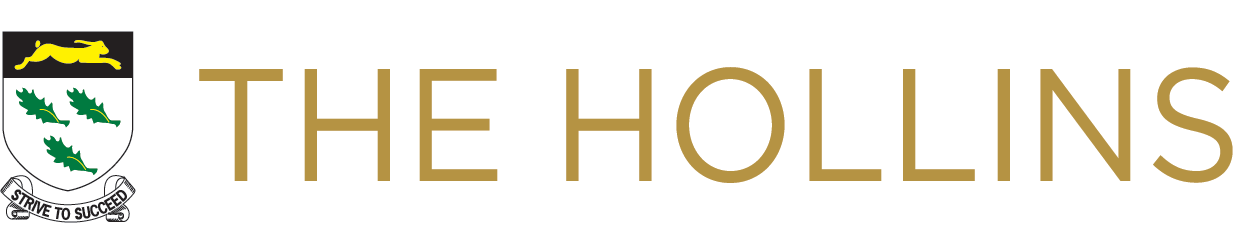 THE HOLLINS
STRIVE TO SUCCEED